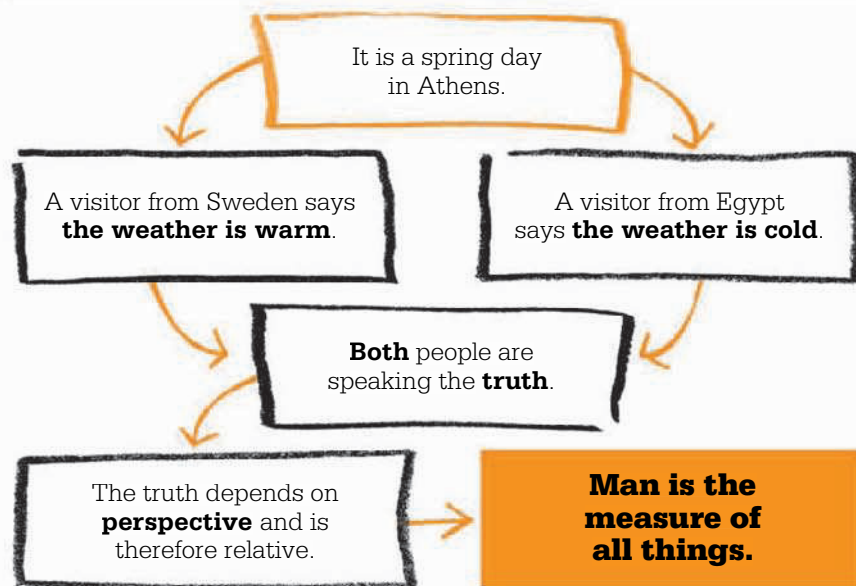 It is a spring day
in Athens.
A visitor from Sweden says
the weather is warm.
A visitor from Egypt
says the weather is cold.
Both people are
speaking the truth.
The truth depends on
perspective and is
therefore relative.
Man is the
measure of
all things.